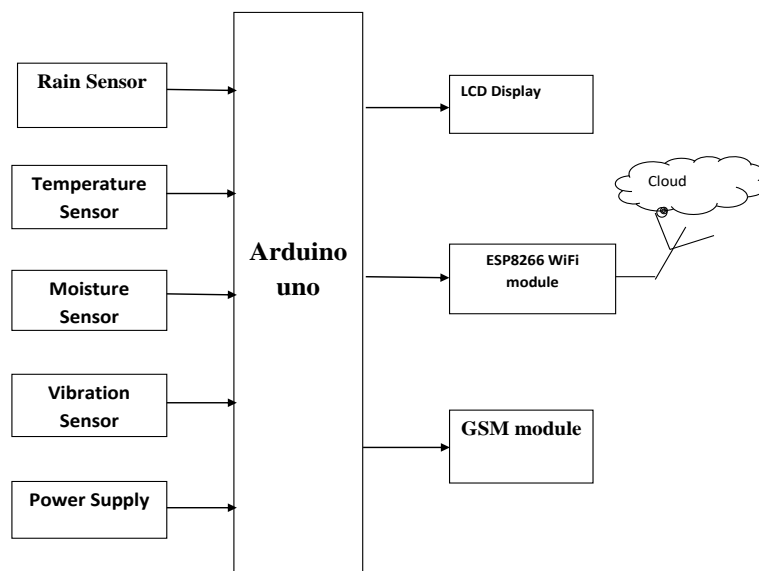 Rain Sensor
Temperature
Sensor
Moisture
Sensor
Vibration
Sensor
Power Supply
Arduino
uno
LCD Display
Cloud
ESP8266 WiFi
module
GSM module